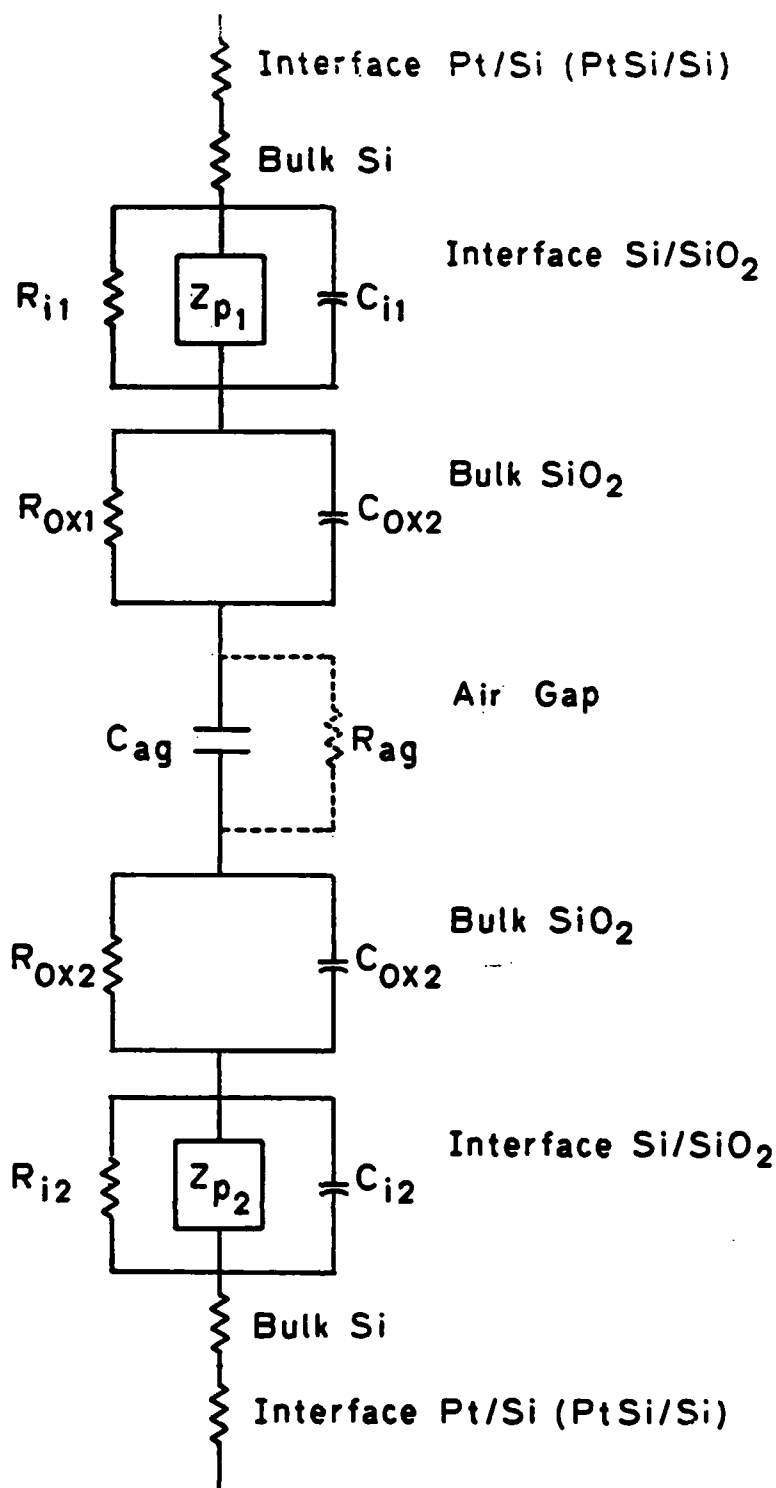 Interface Pt/Si (PtSi/Si)
Bulk Si
Interface Si/SiO2
Ri1
Zp1
Ci1
Bulk SiO2
ROX1
COX2
Air Gap
Cag
Rag
Bulk SiO2
ROX2
COX2
Interface Si/SiO2
Ri2
Zp2
Ci2
Bulk Si
Interface Pt/Si (PtSi/Si)